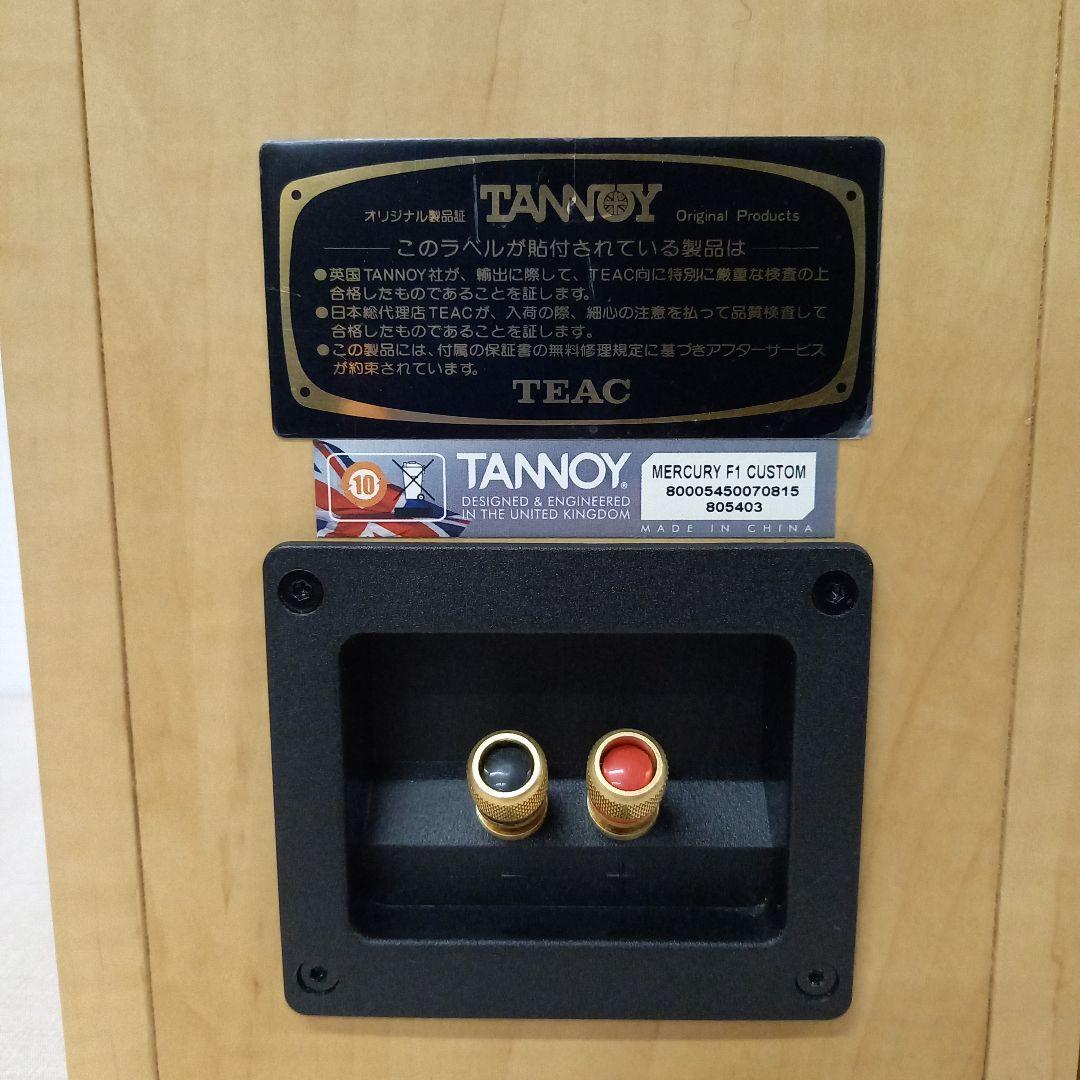 オリジナル製品証 TANNOY Original Products
このラベルが貼付されている製品は
●英国TANNOY社が、輸出に際して、TEAC向に特別に厳重な検査の上
合格したものであることを証します。
●日本総代理店TEACが、入荷の際、細心の注意を払って品質検査して
合格したものであることを証します。
●この製品には、付属の保証書の無料修理規定に基づきアフターサービス
が約束されています。
TEAC
10
TANNOY®
DESIGNED & ENGINEERED
IN THE UNITED KINGDOM
MERCURY F1 CUSTOM
80005450070815
805403
MADE IN CHINA
- +